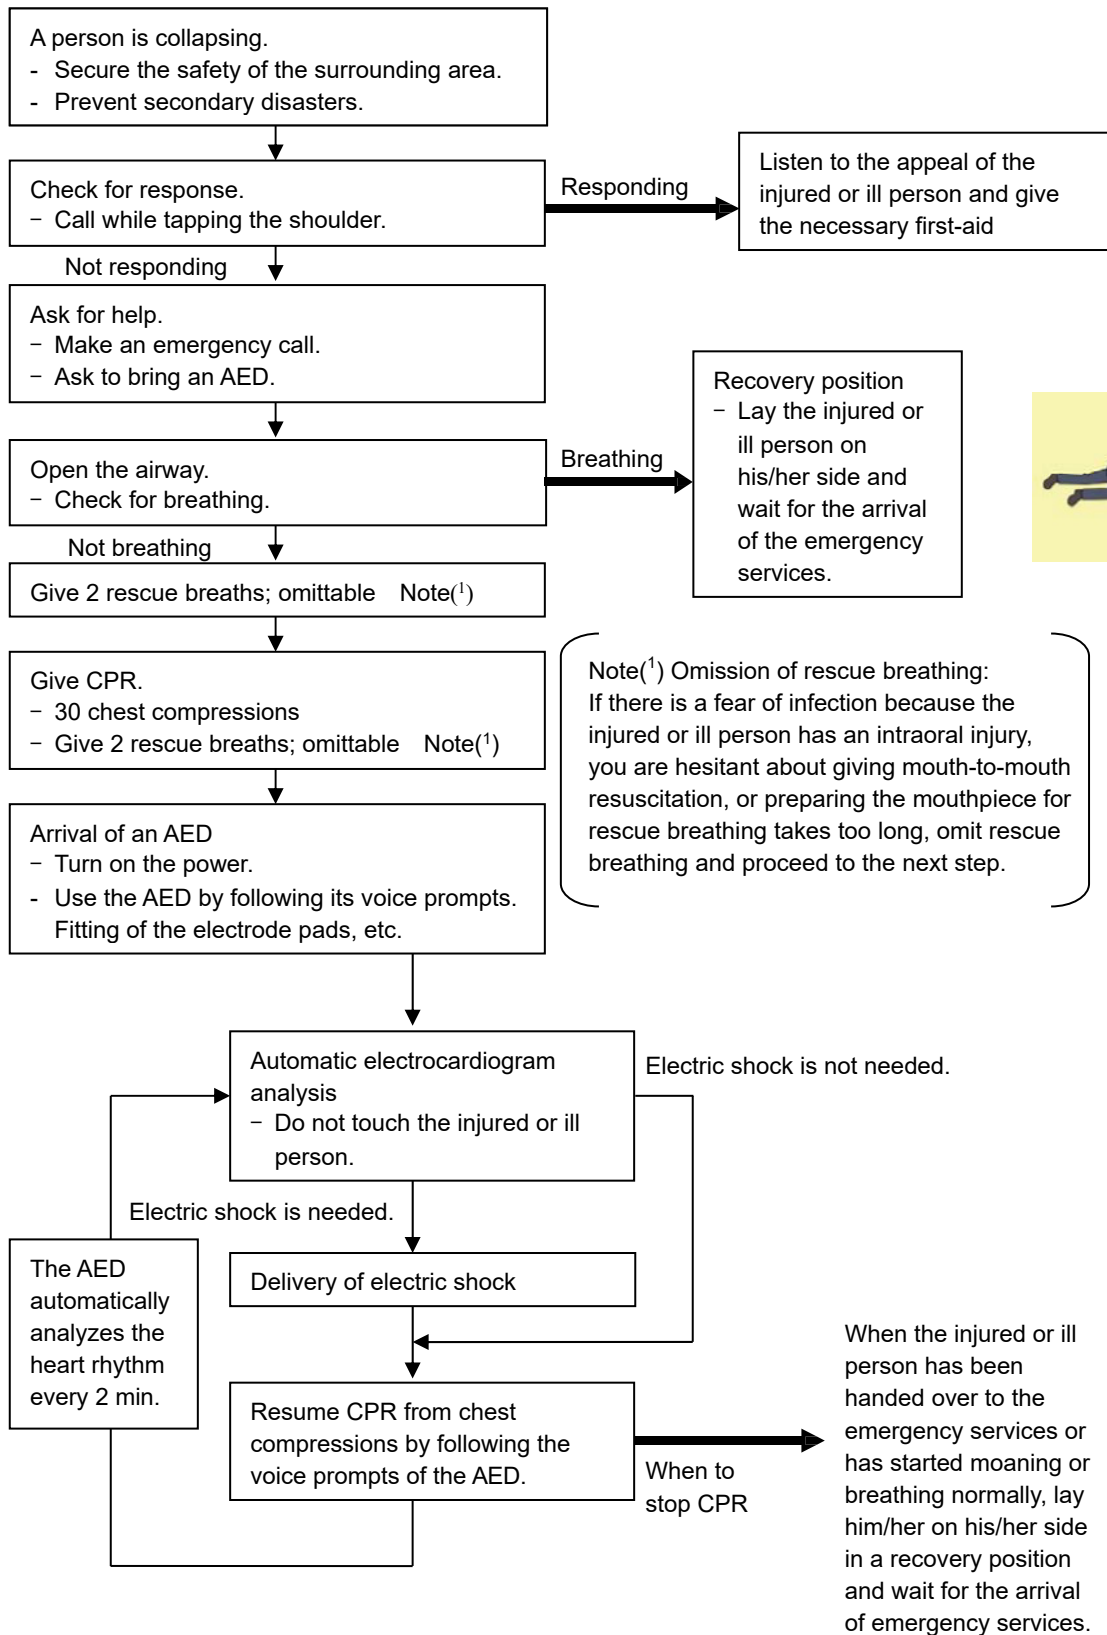 A person is collapsing.
- Secure the safety of the surrounding area.
- Prevent secondary disasters.
Check for response.
− Call while tapping the shoulder.
Responding
Listen to the appeal of the
injured or ill person and give
the necessary first-aid
Not responding
Ask for help.
− Make an emergency call.
− Ask to bring an AED.
Open the airway.
− Check for breathing.
Breathing
Recovery position
− Lay the injured or
ill person on
his/her side and
wait for the arrival
of the emergency
services.
Not breathing
Give 2 rescue breaths; omittable Note(¹)
Give CPR.
− 30 chest compressions
− Give 2 rescue breaths; omittable Note(¹)
Note(¹) Omission of rescue breathing:
If there is a fear of infection because the
injured or ill person has an intraoral injury,
you are hesitant about giving mouth-to-mouth
resuscitation, or preparing the mouthpiece for
rescue breathing takes too long, omit rescue
breathing and proceed to the next step.
Arrival of an AED
− Turn on the power.
- Use the AED by following its voice prompts.
Fitting of the electrode pads, etc.
Automatic electrocardiogram
analysis
− Do not touch the injured or ill
person.
Electric shock is not needed.
Electric shock is needed.
The AED
automatically
analyzes the
heart rhythm
every 2 min.
Delivery of electric shock
Resume CPR from chest
compressions by following the
voice prompts of the AED.
When to
stop CPR
When the injured or ill
person has been
handed over to the
emergency services or
has started moaning or
breathing normally, lay
him/her on his/her side
in a recovery position
and wait for the arrival
of emergency services.